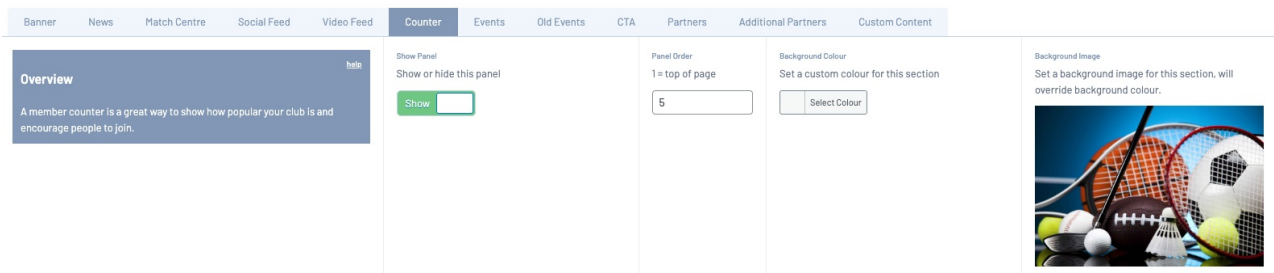 Banner News Match Centre Social Feed Video Feed Counter Events Old Events CTA Partners Additional Partners Custom Content
help
Overview
A member counter is a great way to show how popular your club is and
encourage people to join.
Show Panel
Show or hide this panel
Show
Panel Order
1 = top of page
5
Background Colour
Set a custom colour for this section
Select Colour
Background Image
Set a background image for this section, will
override background colour.